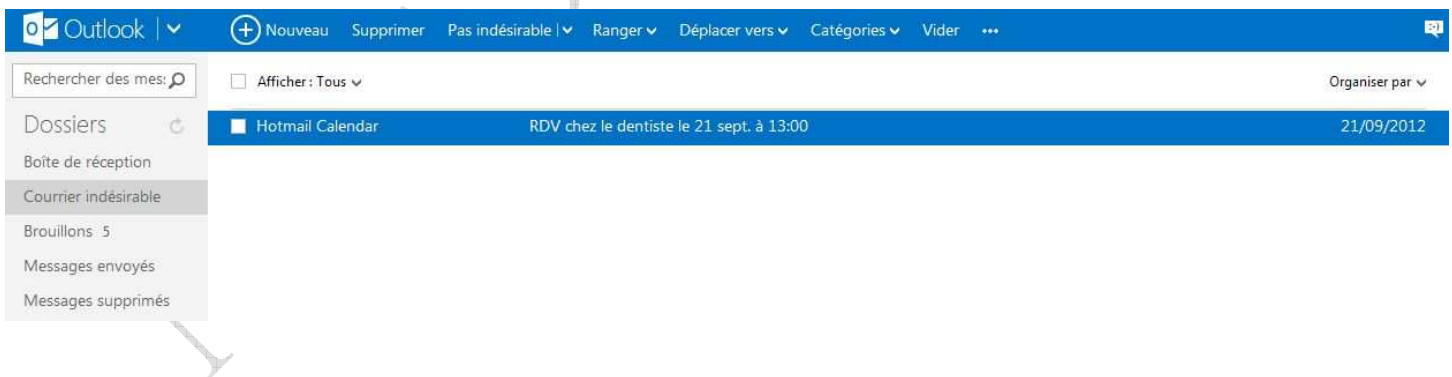 Outlook
Nouveau Supprimer Pas indésirable Ranger Déplacer vers Catégories Vider ...
Rechercher des mes:
Afficher : Tous
Organiser par
Dossiers
Hotmail Calendar RDV chez le dentiste le 21 sept. à 13:00 21/09/2012
Boîte de réception
Courrier indésirable
Brouillons 5
Messages envoyés
Messages supprimés